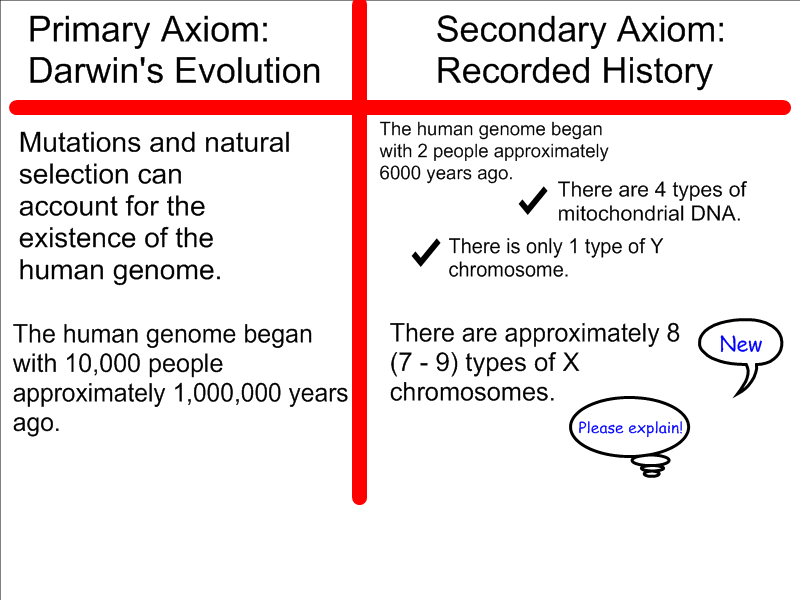 Primary Axiom:
Darwin's Evolution
Secondary Axiom:
Recorded History
Mutations and natural
selection can
account for the
existence of the
human genome.
The human genome began
with 10,000 people
approximately 1,000,000 years
ago.
The human genome began
with 2 people approximately
6000 years ago.
There are 4 types of
mitochondrial DNA.
There is only 1 type of Y
chromosome.
There are approximately 8
(7 - 9) types of X
chromosomes.
New
Please explain!